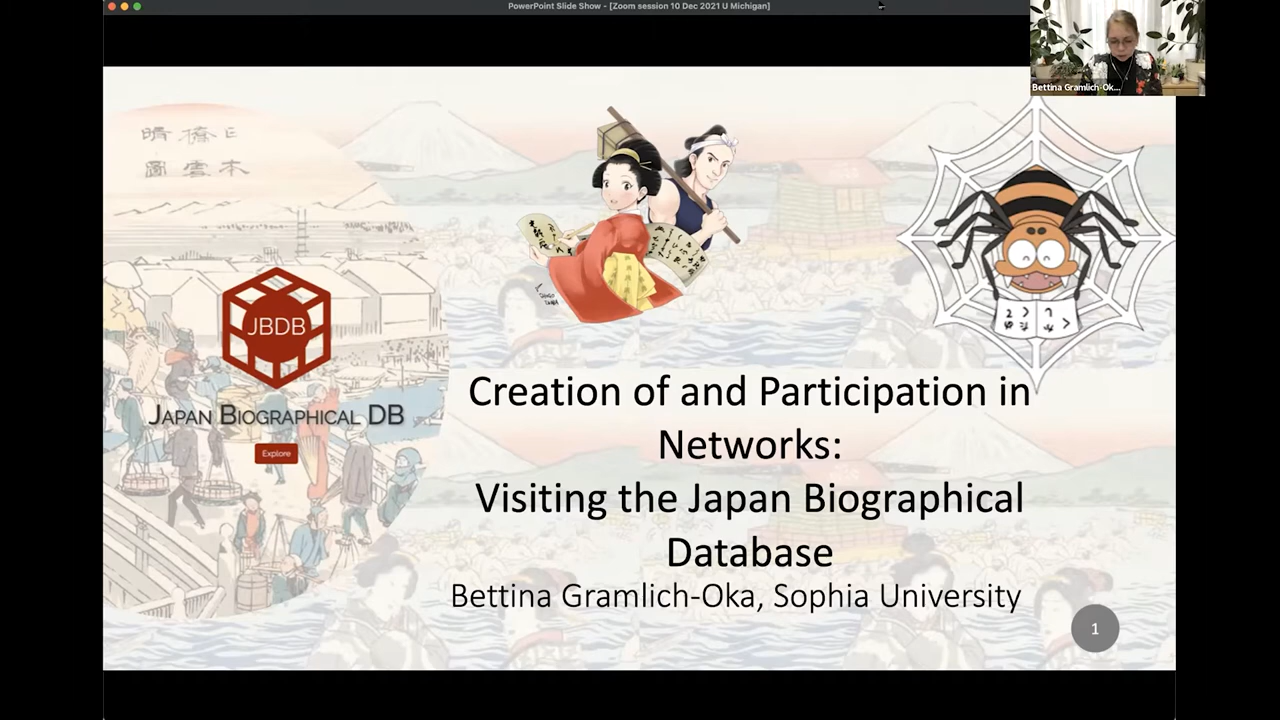 PowerPoint Slide Show - [Zoom session 10 Dec 2021 U Michigan]
Bettina Gramlich-Ok...
JBDB
JAPAN BIOGRAPHICAL DB
Explore
Creation of and Participation in
Networks:
Visiting the Japan Biographical
Database
Bettina Gramlich-Oka, Sophia University
1